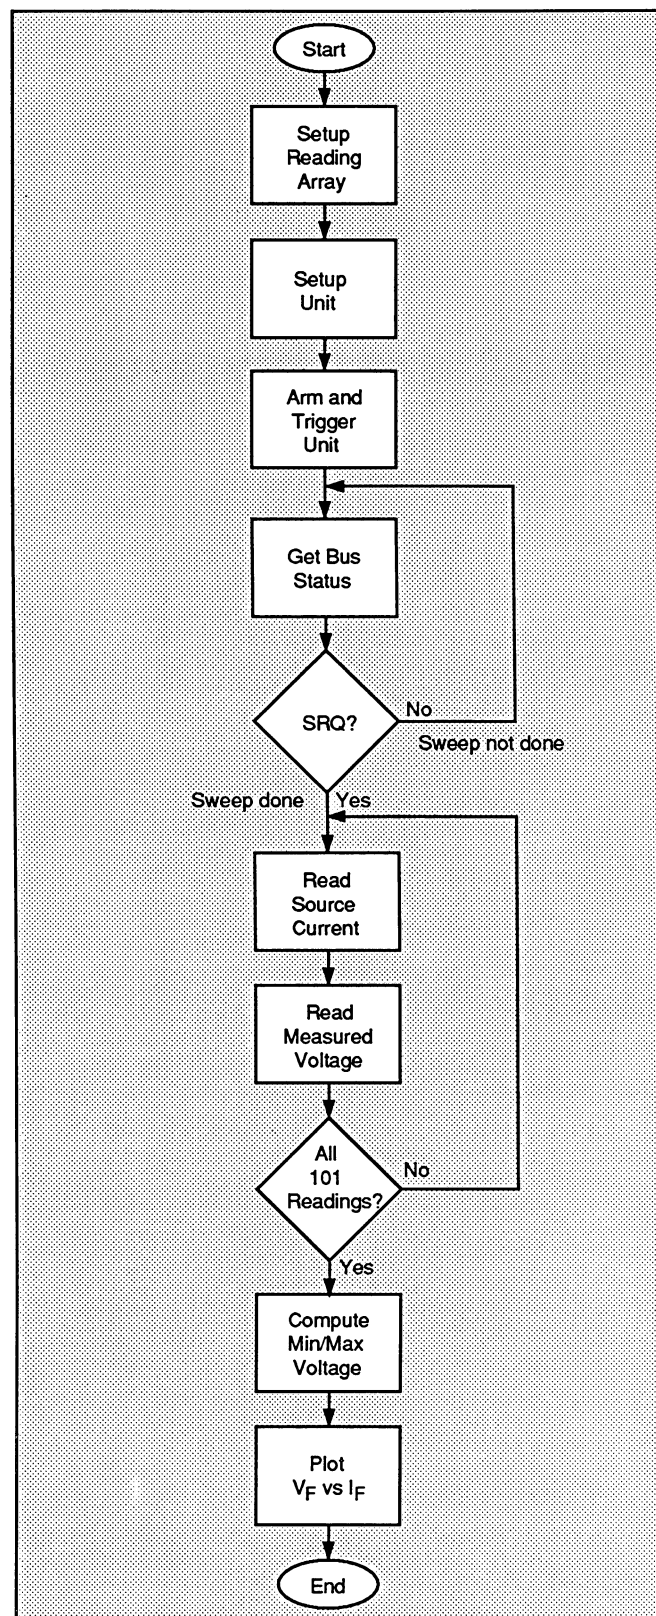 Start
Setup
Reading
Array
Setup
Unit
Arm and
Trigger
Unit
Get Bus
Status
SRQ?
No
Sweep not done
Sweep done
Yes
Read
Source
Current
Read
Measured
Voltage
All
101
Readings?
No
Yes
Compute
Min/Max
Voltage
Plot
VF vs IF
End